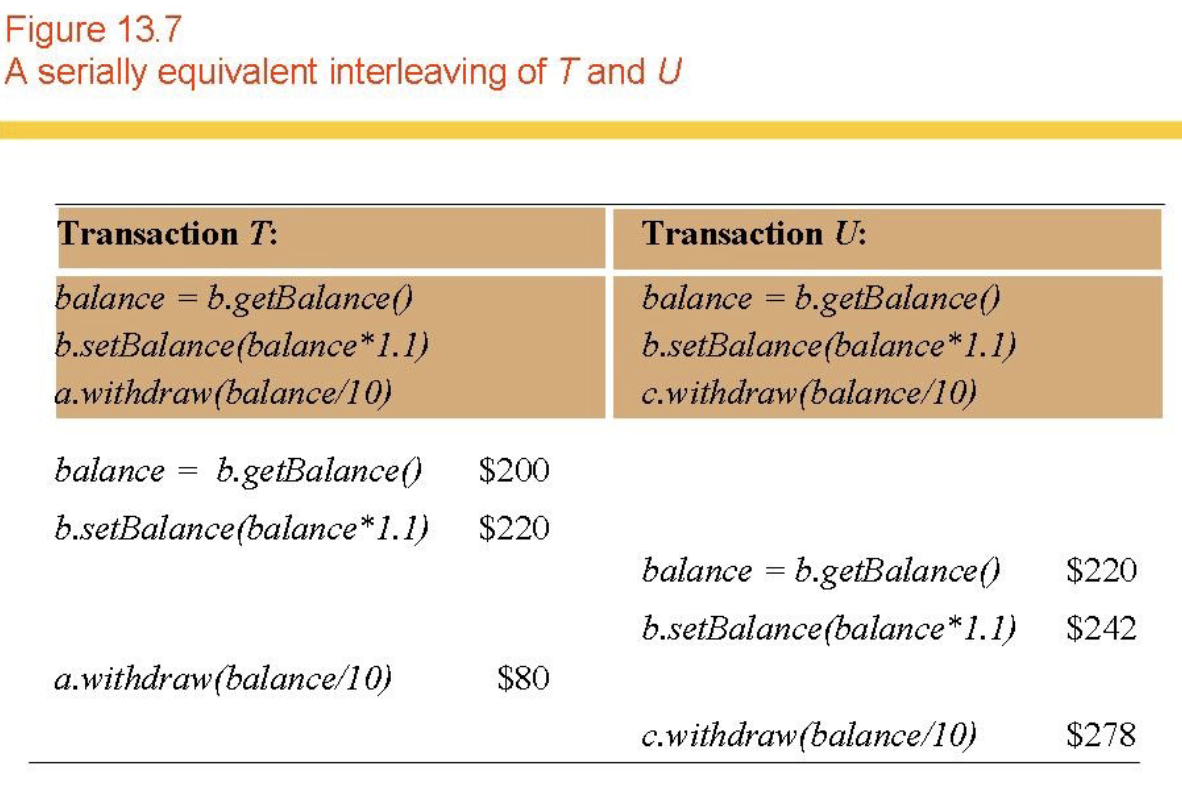 Figure 13.7
A serially equivalent interleaving of T and U
Transaction T:
Transaction U:
balance = b.getBalance()
b.setBalance(balance*1.1)
a.withdraw(balance/10)
balance = b.getBalance()
b.setBalance(balance*1.1)
c.withdraw(balance/10)
balance = b.getBalance() $200
b.setBalance(balance*1.1) $220
balance = b.getBalance() $220
b.setBalance(balance*1.1) $242
a.withdraw(balance/10) $80
c.withdraw(balance/10) $278